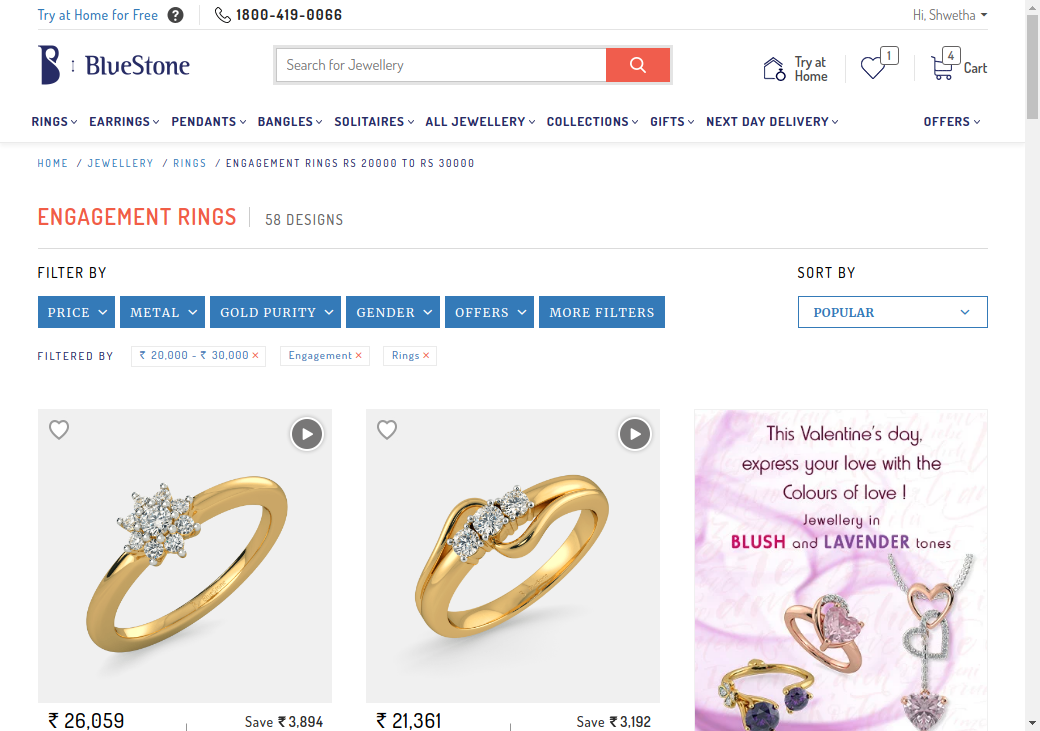 Try at Home for Free ? 1800-419-0066 Hi, Shwetha
BlueStone
Search for Jewellery
Try at Home
1
4
Cart
RINGS EARRINGS PENDANTS BANGLES SOLITAIRES ALL JEWELLERY COLLECTIONS GIFTS NEXT DAY DELIVERY OFFERS
HOME / JEWELLERY / RINGS / ENGAGEMENT RINGS RS 20000 TO RS 30000
ENGAGEMENT RINGS 58 DESIGNS
FILTER BY SORT BY
PRICE METAL GOLD PURITY GENDER OFFERS MORE FILTERS POPULAR
FILTERED BY ₹ 20,000 - ₹ 30,000 × Engagement × Rings ×
This Valentine's day,
express your love with the
Colours of love !
Jewellery in
BLUSH and LAVENDER tones
₹ 26,059 Save ₹ 3,894 ₹ 21,361 Save ₹ 3,192